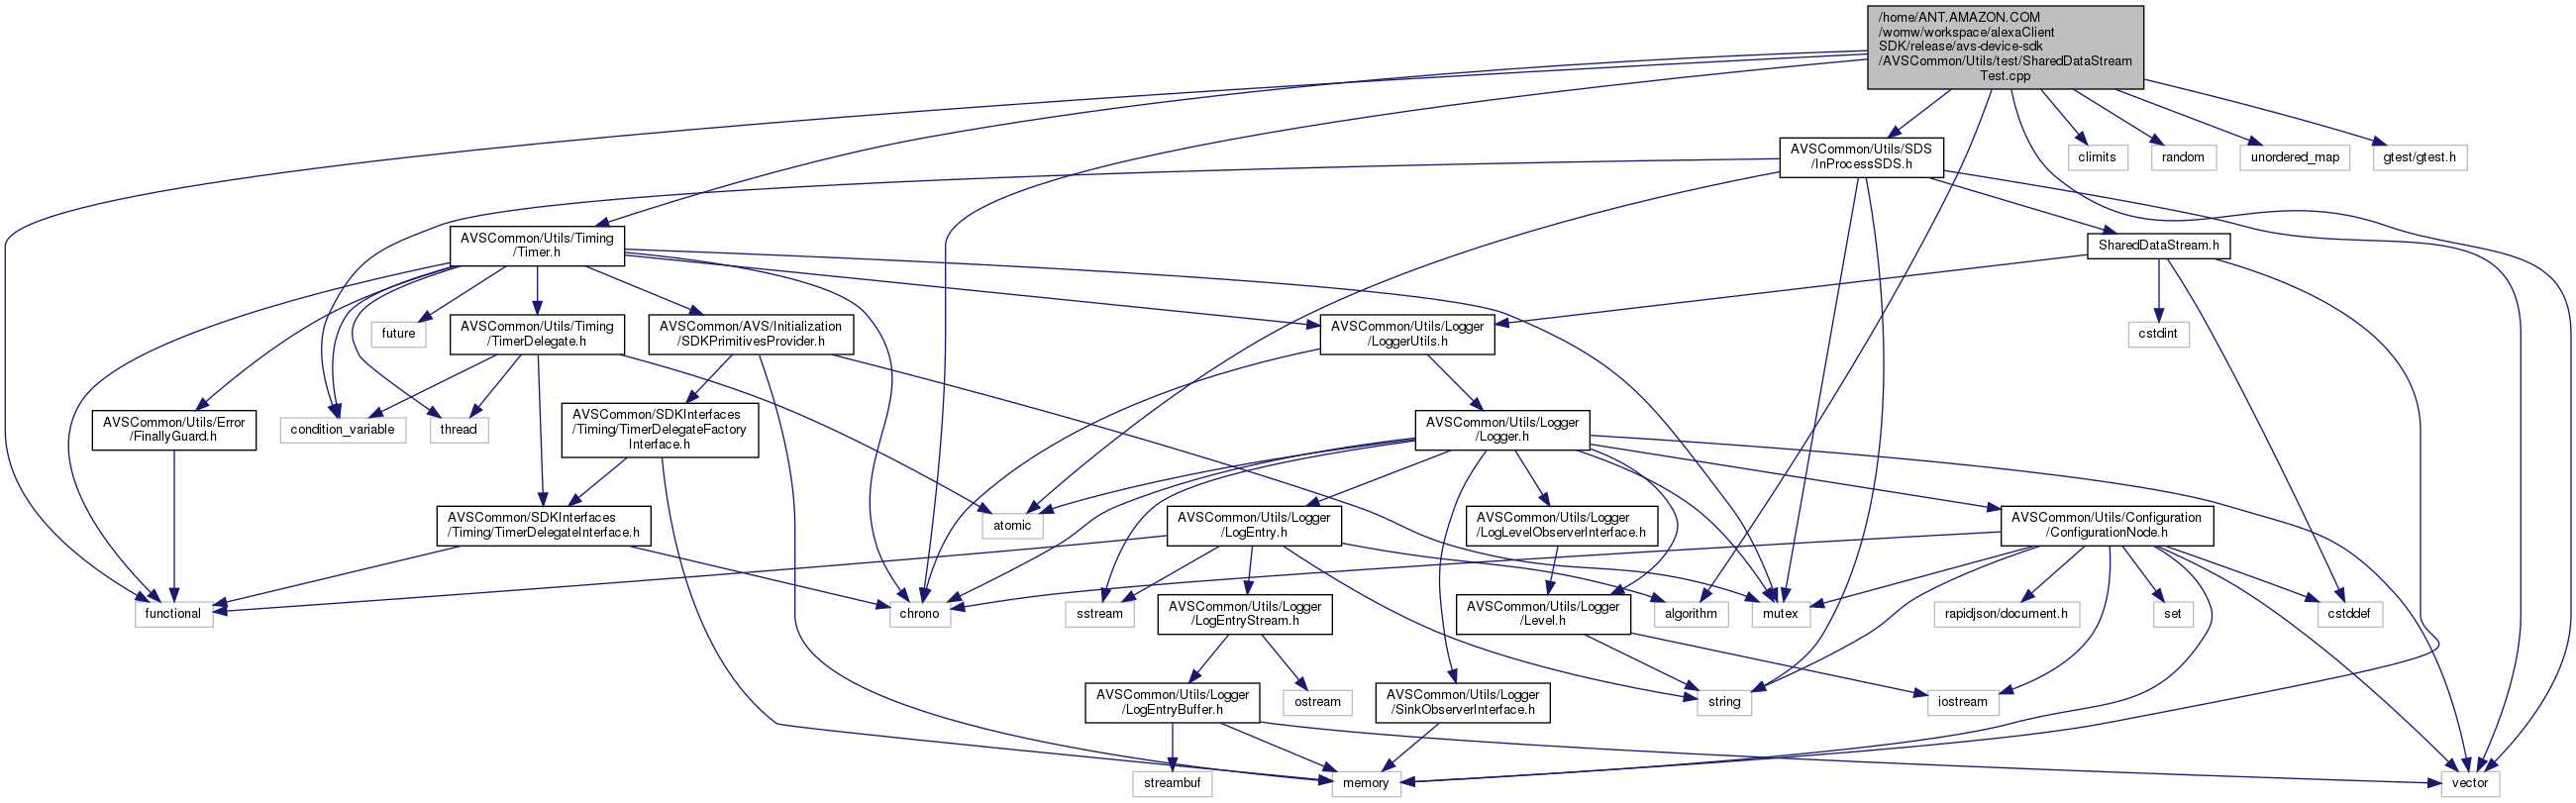 /home/ANT.AMAZON.COM
/womw/workspace/alexaClient
SDK/release/avs-device-sdk
/AVSCommon/Utils/test/SharedDataStream
Test.cpp
AVSCommon/Utils/SDS
/InProcessSDS.h
climits
random
unordered_map
gtest/gtest.h
AVSCommon/Utils/Timing
/Timer.h
SharedDataStream.h
future
AVSCommon/Utils/Timing
/TimerDelegate.h
AVSCommon/AVS/Initialization
/SDKPrimitivesProvider.h
AVSCommon/Utils/Logger
/LoggerUtils.h
cstdint
AVSCommon/Utils/Error
/FinallyGuard.h
condition_variable
thread
AVSCommon/SDKInterfaces
/Timing/TimerDelegateFactory
Interface.h
AVSCommon/Utils/Logger
/Logger.h
AVSCommon/SDKInterfaces
/Timing/TimerDelegateInterface.h
atomic
AVSCommon/Utils/Logger
/LogEntry.h
AVSCommon/Utils/Logger
/LogLevelObserverInterface.h
AVSCommon/Utils/Configuration
/ConfigurationNode.h
functional
chrono
sstream
AVSCommon/Utils/Logger
/LogEntryStream.h
algorithm
AVSCommon/Utils/Logger
/Level.h
mutex
rapidjson/document.h
set
cstddef
AVSCommon/Utils/Logger
/LogEntryBuffer.h
ostream
AVSCommon/Utils/Logger
/SinkObserverInterface.h
string
iostream
streambuf
memory
vector